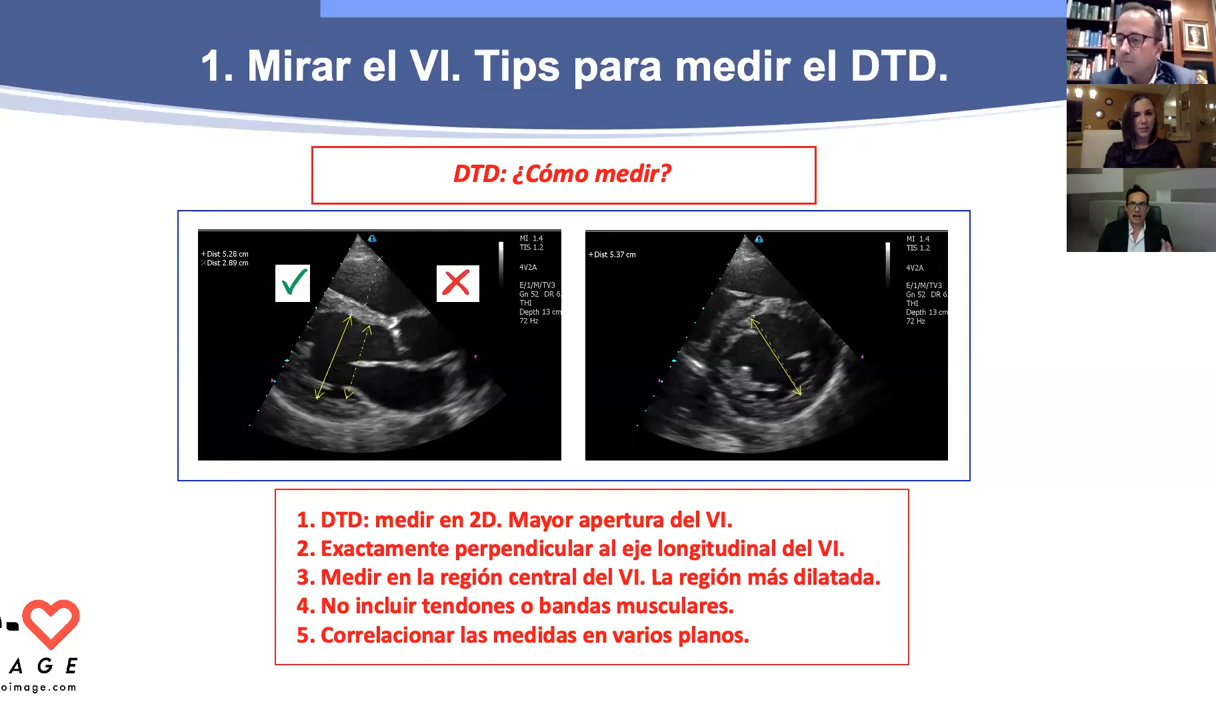 1. Mirar el VI. Tips para medir el DTD.
DTD: ¿Cómo medir?
+Dist 5.28 cm
×Dist 2.89 cm
MI 1.4
TIS 1.2
4V2A
E/1/M/TV3
Gn 52 DR 6
THI
Depth 13 cm
72 Hz
+Dist 5.37 cm
MI 1.4
TIS 1.2
4V2A
E/1/M/TV3
Gn 52 DR 6
THI
Depth 13 cm
72 Hz
1. DTD: medir en 2D. Mayor apertura del VI.
2. Exactamente perpendicular al eje longitudinal del VI.
3. Medir en la región central del VI. La región más dilatada.
4. No incluir tendones o bandas musculares.
5. Correlacionar las medidas en varios planos.
AGE
oimage.com